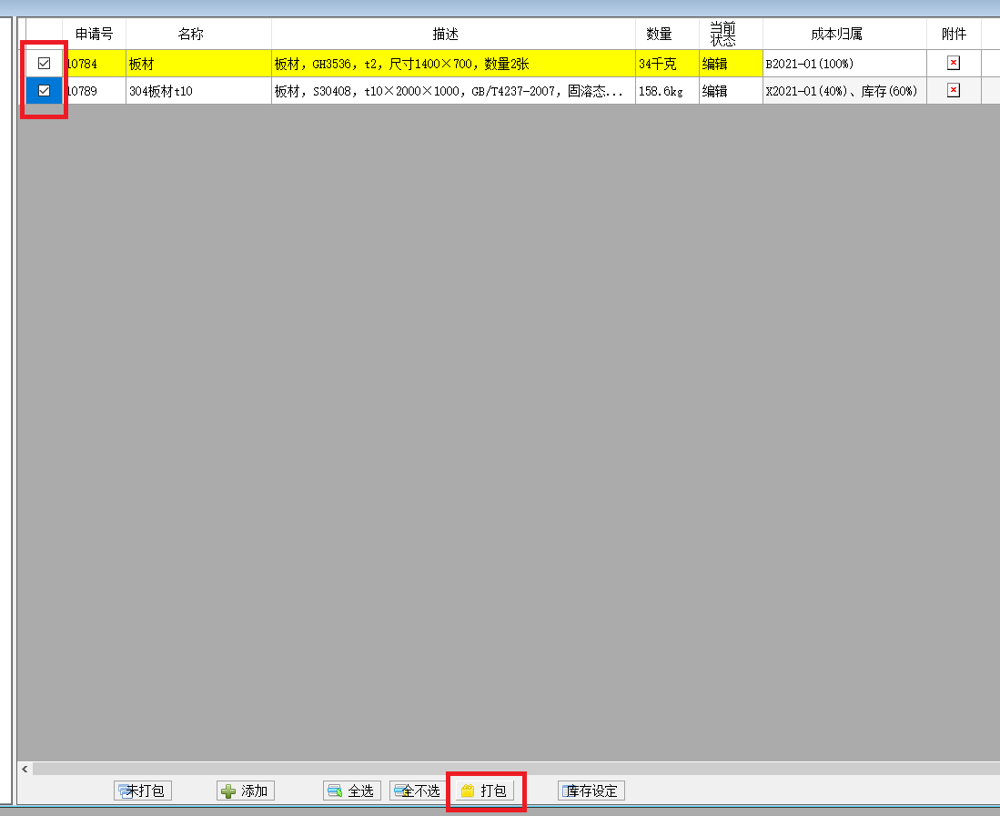 申请号 名称 描述 数量 当前状态 成本归属 附件
10784 板材 板材，GH3536，t2，尺寸1400×700，数量2张 34千克 编辑 B2021-01(100%)
10789 304板材t10 板材，S30408，t10×2000×1000，GB/T4237-2007，固溶态... 158.6kg 编辑 X2021-01(40%)、库存(60%)
未打包 添加 全选 全不选 打包 库存设定